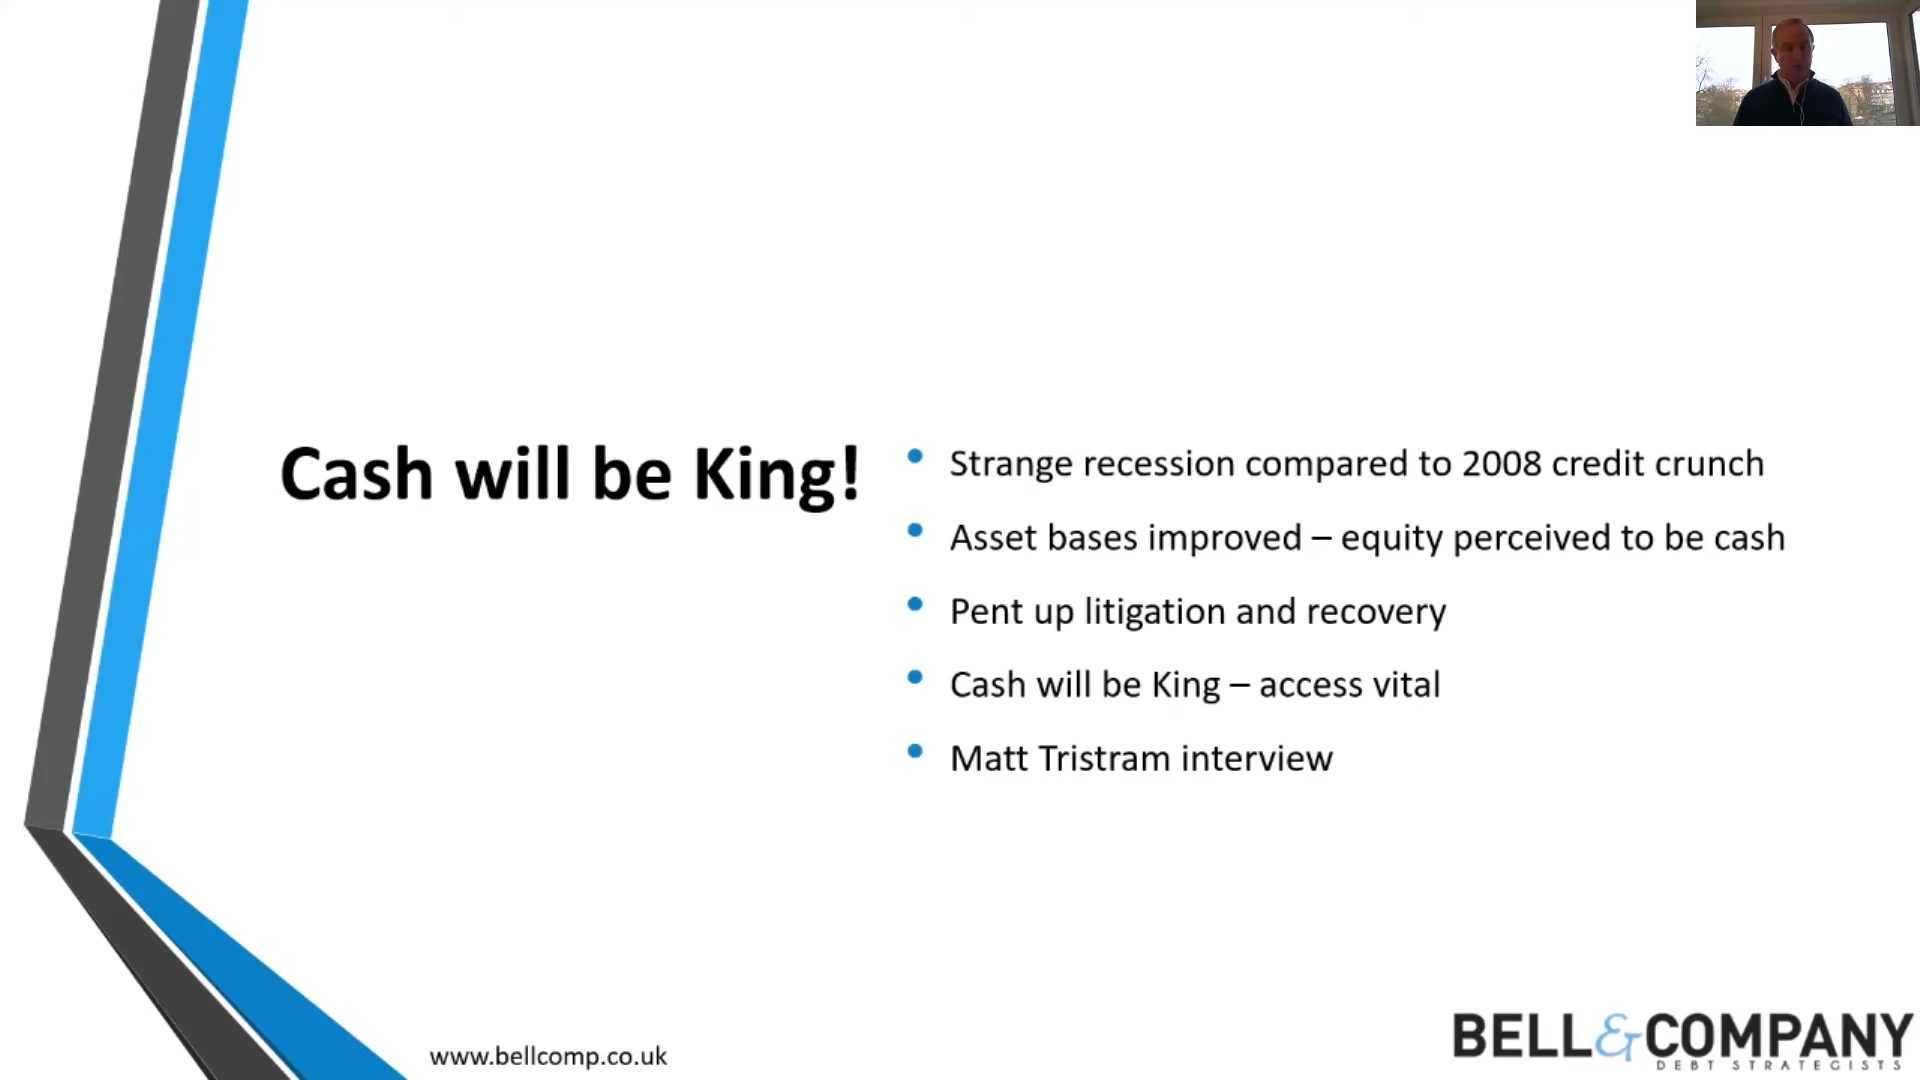 Cash will be King!
Strange recession compared to 2008 credit crunch
Asset bases improved – equity perceived to be cash
Pent up litigation and recovery
Cash will be King – access vital
Matt Tristram interview
www.bellcomp.co.uk
BELL & COMPANY
DEBT STRATEGISTS